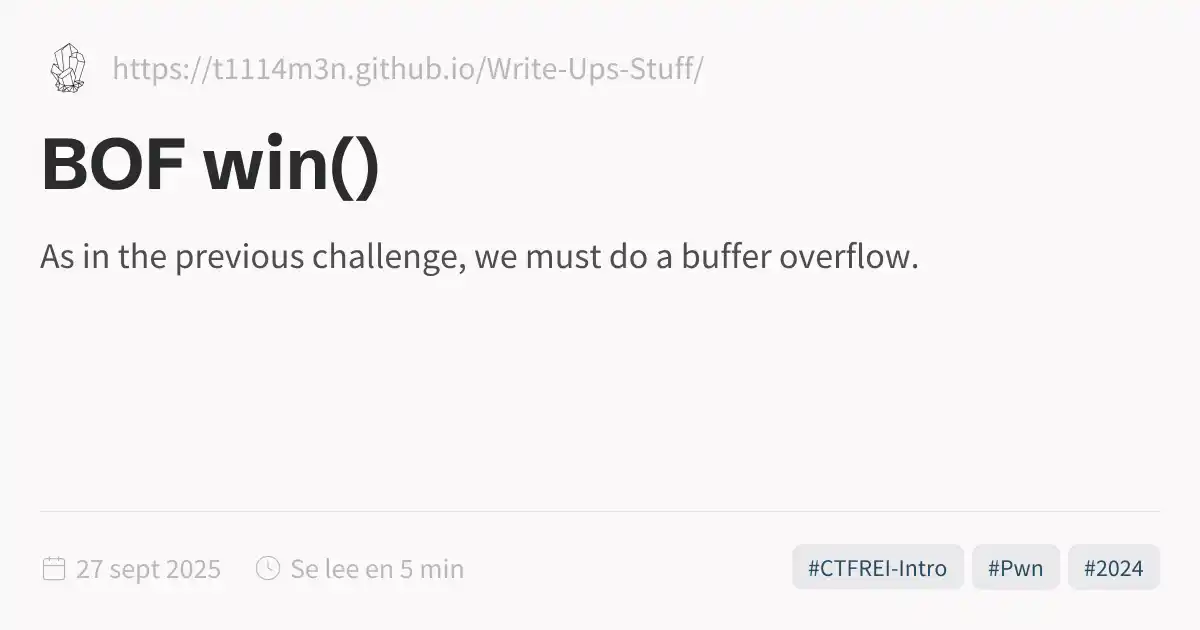 https://t1114m3n.github.io/Write-Ups-Stuff/
BOF win()
As in the previous challenge, we must do a buffer overflow.
27 sept 2025 Se lee en 5 min #CTFREI-Intro #Pwn #2024